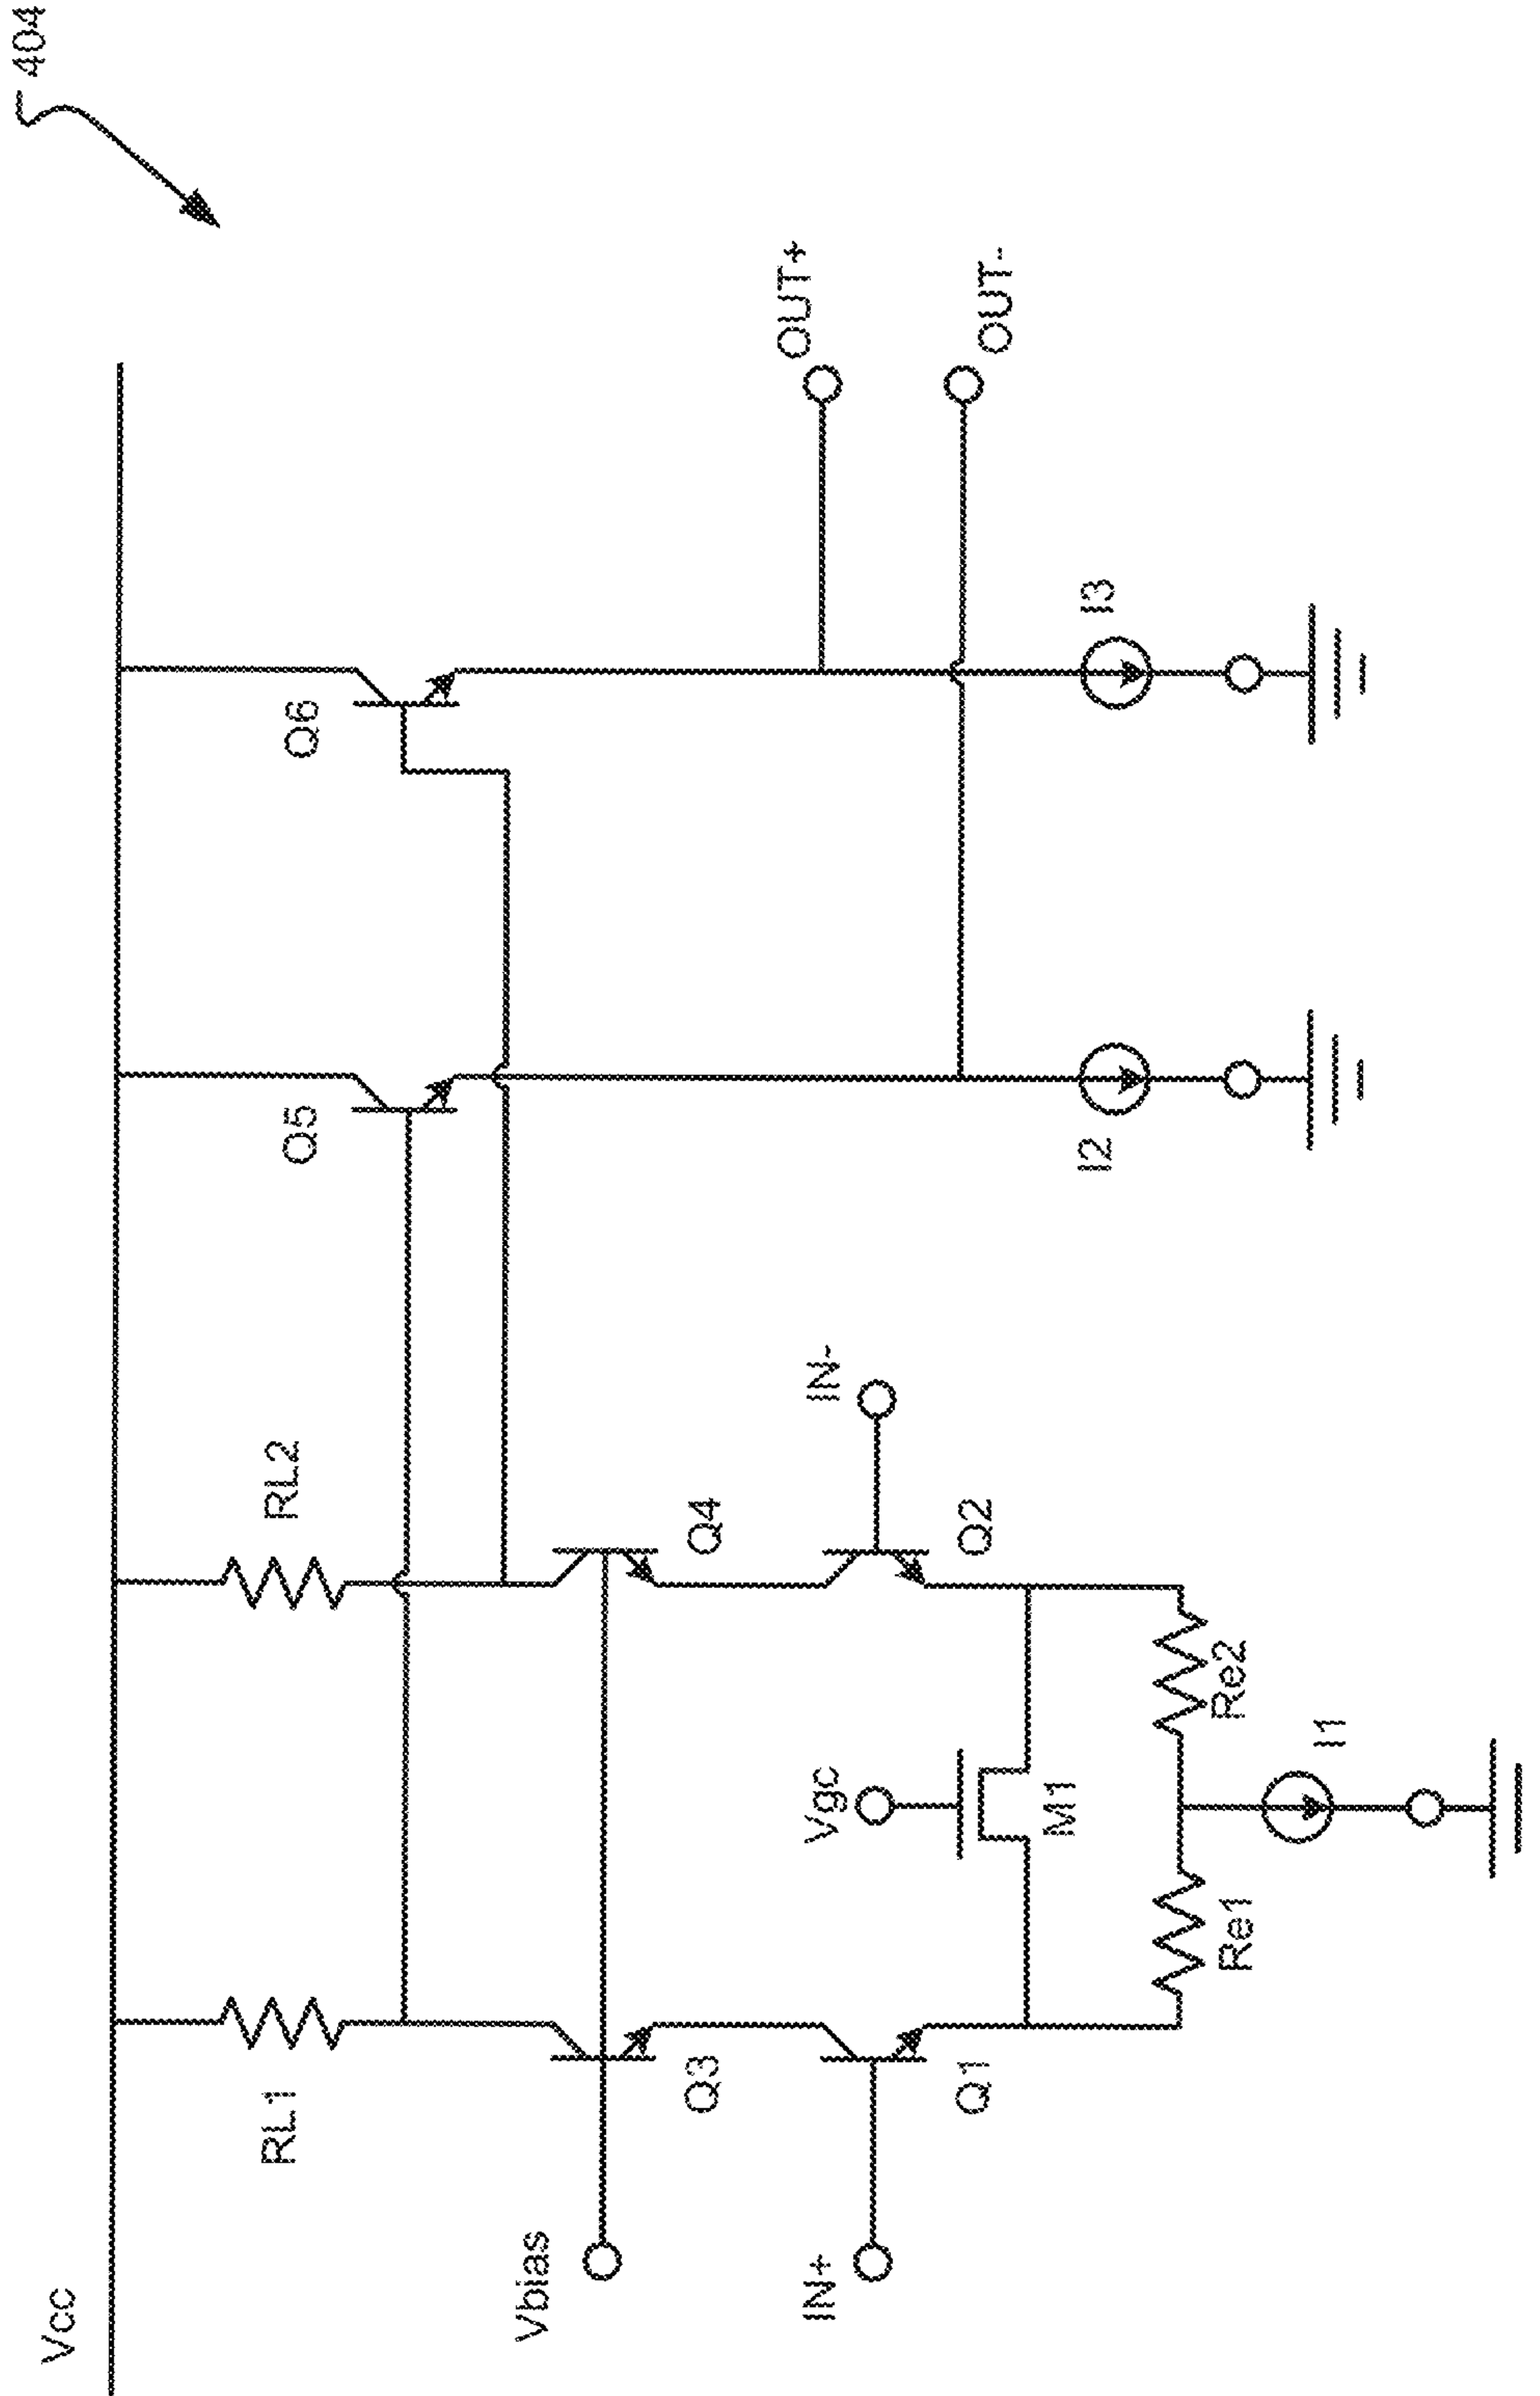 404
Vcc
RL1
RL2
Q5
Q6
Vbias
Q3
Q4
OUT+
OUT-
IN+
IN-
Vgc
Q1
Q2
M1
I2
I3
Re1
Re2
I1